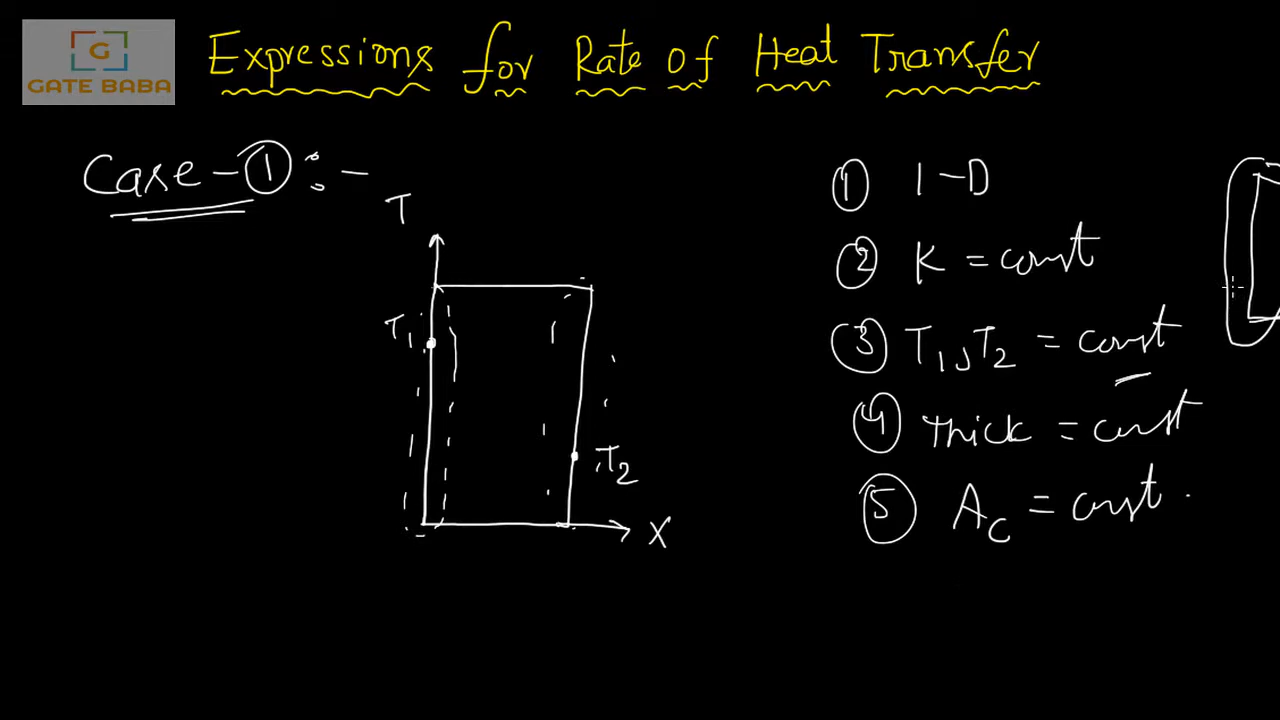 G
GATE BABA
Expressions for Rate of Heat Transfer
Case-① :-
T
T1
T2
X
① 1-D
② K = const
③ T1, T2 = const
④ Thick = const
⑤ Ac = const.